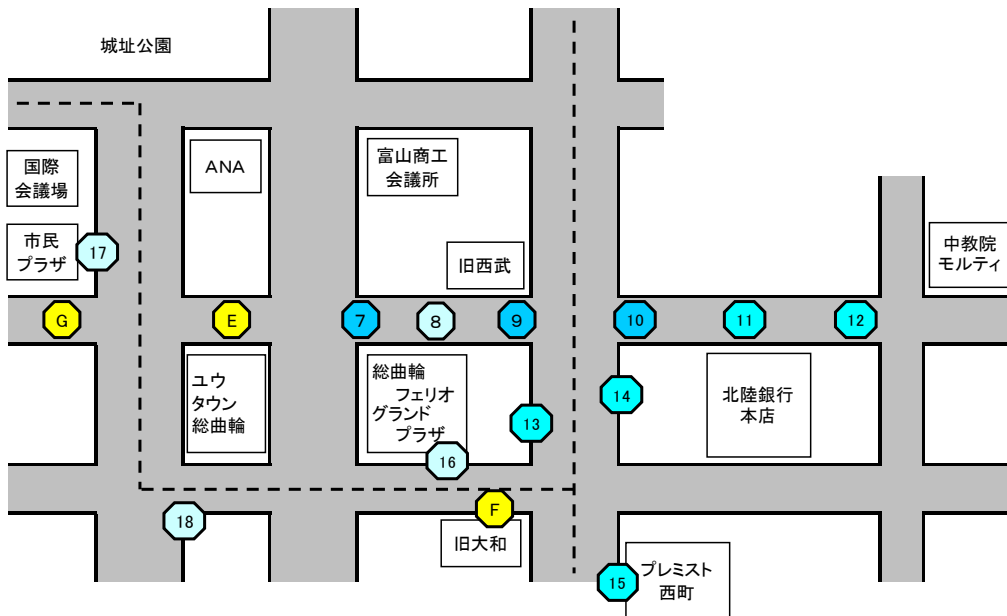 城址公園
国際
会議場
ANA
富山商工
会議所
市民
プラザ
17
旧西武
中教院
モルティ
G
E
7
8
9
10
11
12
ユウ
タウン
総曲輪
総曲輪
フェリオ
グランド
プラザ
13
14
北陸銀行
本店
16
18
F
旧大和
15
プレミスト
西町